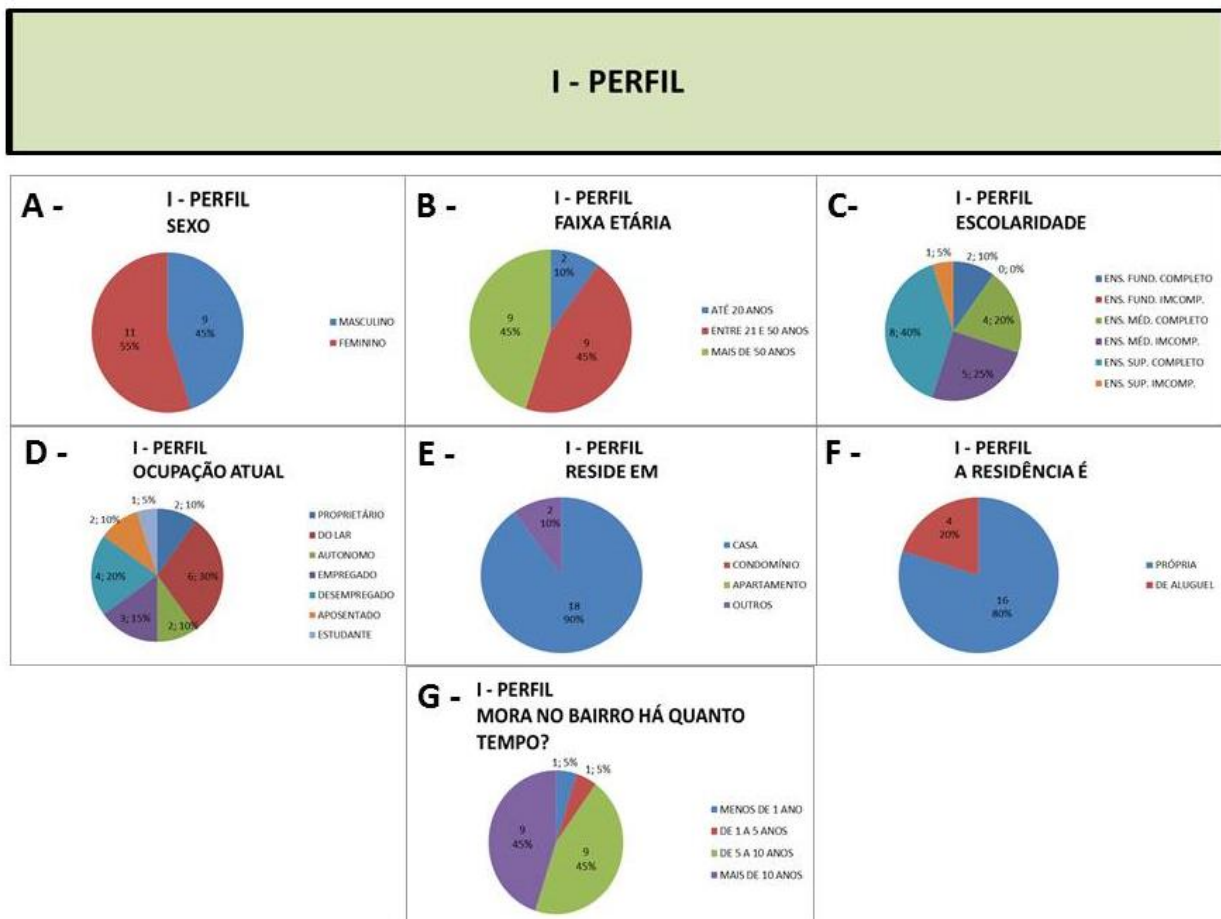 I - PERFIL
A -
I - PERFIL
SEXO
9
45%
11
55%
MASCULINO
FEMININO
B -
I - PERFIL
FAIXA ETÁRIA
2
10%
9
45%
9
45%
ATÉ 20 ANOS
ENTRE 21 E 50 ANOS
MAIS DE 50 ANOS
C-
I - PERFIL
ESCOLARIDADE
1; 5%
2; 10%
0; 0%
4; 20%
8; 40%
5; 25%
ENS. FUND. COMPLETO
ENS. FUND. IMCOMP.
ENS. MÉD. COMPLETO
ENS. MÉD. IMCOMP.
ENS. SUP. COMPLETO
ENS. SUP. IMCOMP.
D -
I - PERFIL
OCUPAÇÃO ATUAL
1; 5%
2; 10%
2; 10%
6; 30%
4; 20%
3; 15%
2; 10%
PROPRIETÁRIO
DO LAR
AUTONOMO
EMPREGADO
DESEMPREGADO
APOSENTADO
ESTUDANTE
E -
I - PERFIL
RESIDE EM
2
10%
18
90%
CASA
CONDOMÍNIO
APARTAMENTO
OUTROS
F -
I - PERFIL
A RESIDÊNCIA É
4
20%
16
80%
PRÓPRIA
DE ALUGUEL
G -
I - PERFIL
MORA NO BAIRRO HÁ QUANTO
TEMPO?
1; 5%
1; 5%
9
45%
9
45%
MENOS DE 1 ANO
DE 1 A 5 ANOS
DE 5 A 10 ANOS
MAIS DE 10 ANOS